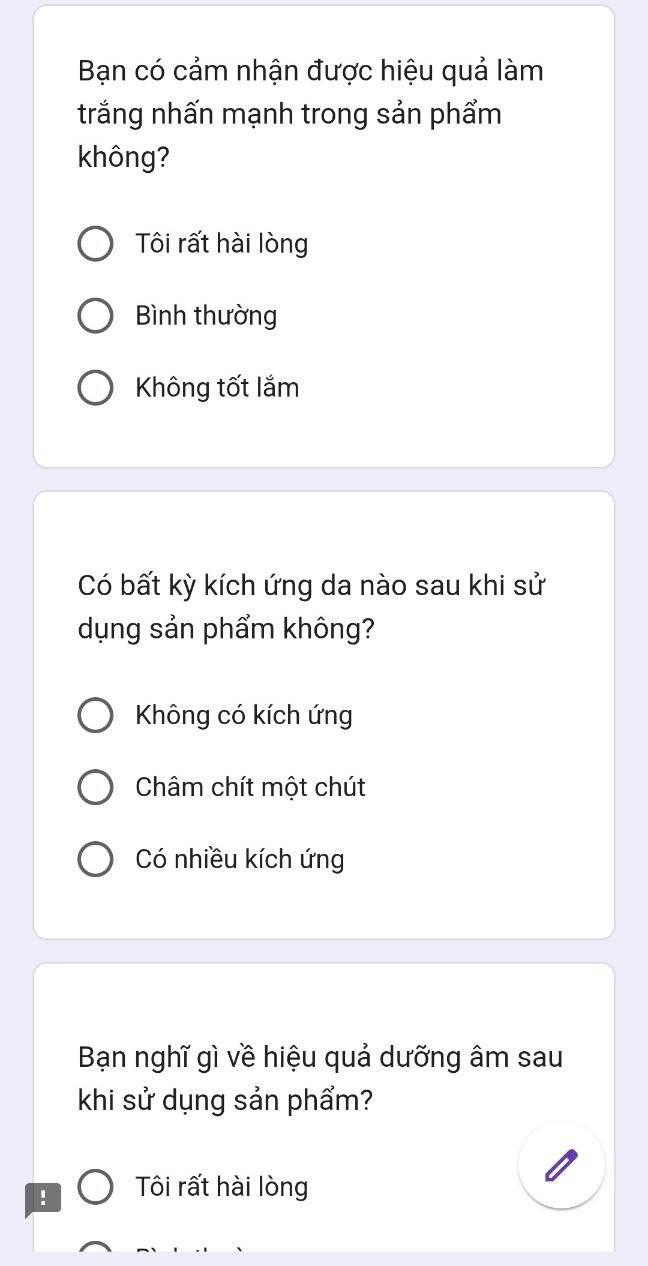 Bạn có cảm nhận được hiệu quả làm
trắng nhấn mạnh trong sản phẩm
không?
Tôi rất hài lòng
Bình thường
Không tốt lắm
Có bất kỳ kích ứng da nào sau khi sử
dụng sản phẩm không?
Không có kích ứng
Châm chít một chút
Có nhiều kích ứng
Bạn nghĩ gì về hiệu quả dưỡng âm sau
khi sử dụng sản phẩm?
Tôi rất hài lòng